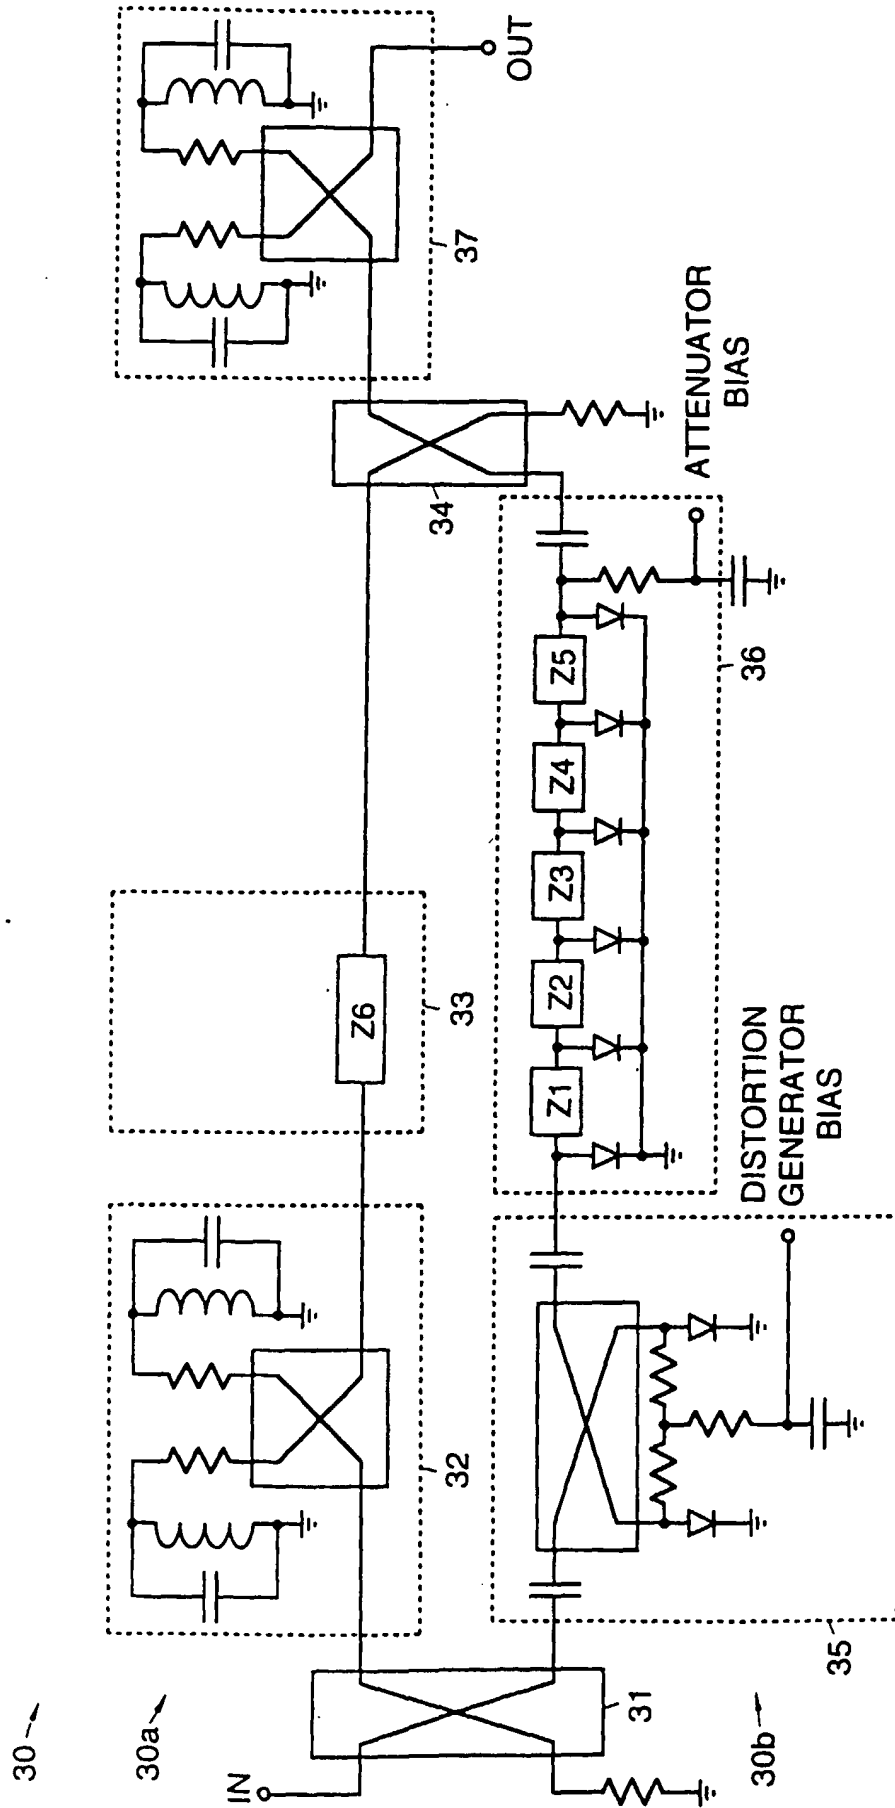 30
30a
IN
31
30b
32
35
33
Z6
DISTORTION
GENERATOR
BIAS
Z1
Z2
Z3
Z4
Z5
36
34
ATTENUATOR
BIAS
37
OUT